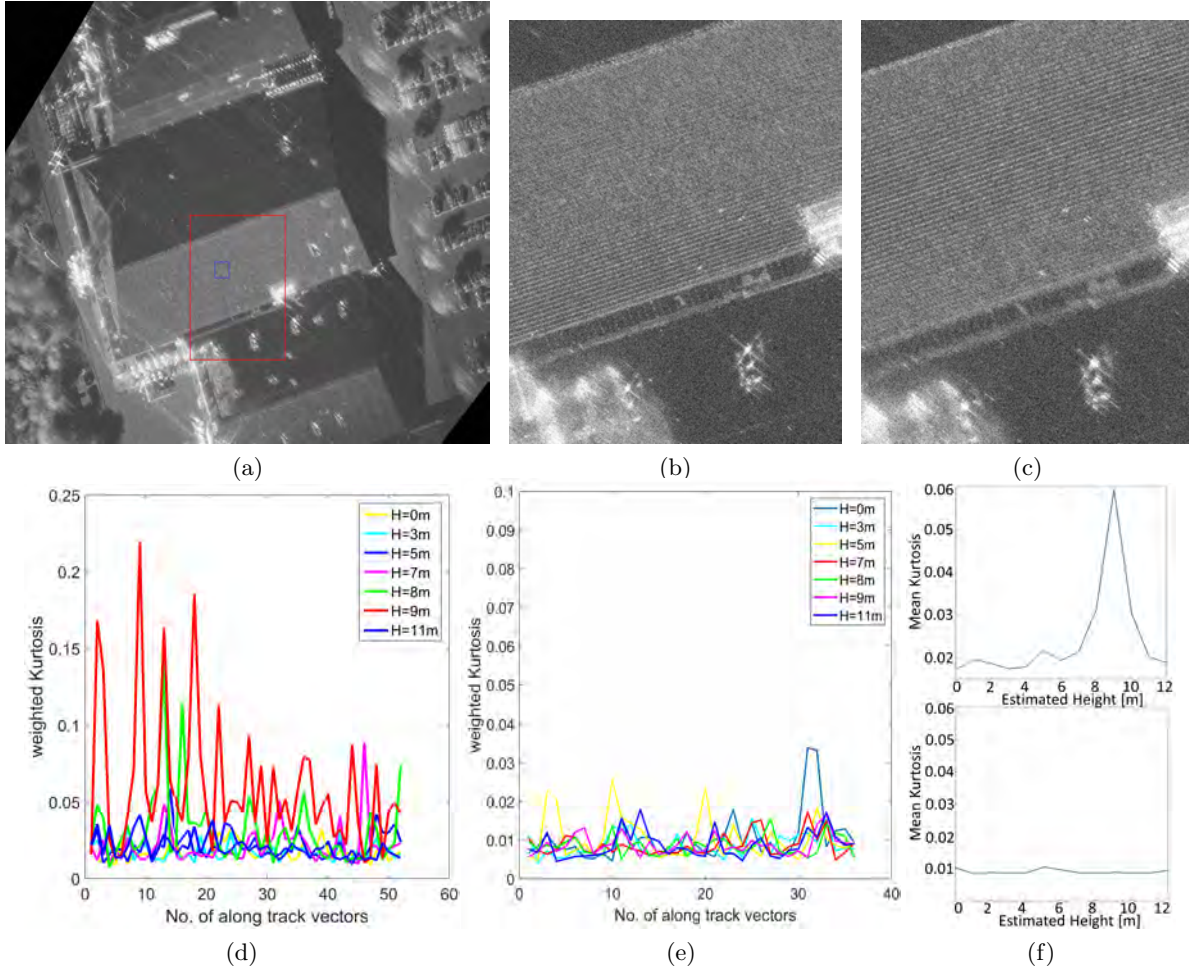 (a)
(b)
(c)
0.25
0.2
0.15
0.1
0.05
0
weighted Kurtosis
0
10
20
30
40
50
60
No. of along track vectors
H=0m
H=3m
H=5m
H=7m
H=8m
H=9m
H=11m
(d)
0.1
0.09
0.08
0.07
0.06
0.05
0.04
0.03
0.02
0.01
0
weighted Kurtosis
0
10
20
30
40
No. of along track vectors
H=0m
H=3m
H=5m
H=7m
H=8m
H=9m
H=11m
(e)
0.06
0.05
0.04
0.03
0.02
Mean Kurtosis
0 2 4 6 8 10 12
Estimated Height [m]
0.06
0.05
0.04
0.03
0.02
0.01
Mean Kurtosis
0 2 4 6 8 10 12
Estimated Height [m]
(f)